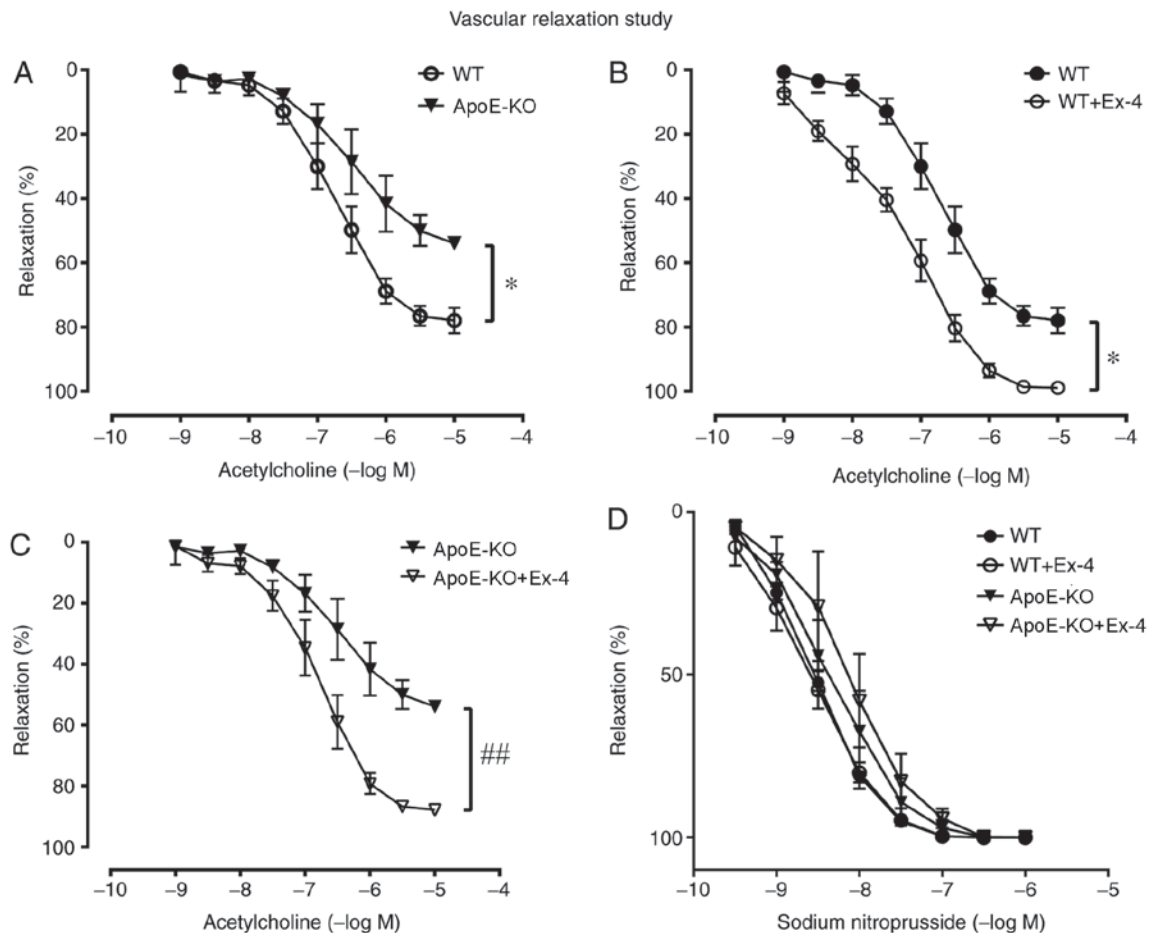 Vascular relaxation study
A
WT
ApoE-KO
Relaxation (%)
0
20
40
60
80
100
*
−10 −9 −8 −7 −6 −5 −4
Acetylcholine (−log M)
B
WT
WT+Ex-4
Relaxation (%)
0
20
40
60
80
100
*
−10 −9 −8 −7 −6 −5 −4
Acetylcholine (−log M)
C
ApoE-KO
ApoE-KO+Ex-4
Relaxation (%)
0
20
40
60
80
100
##
−10 −9 −8 −7 −6 −5 −4
Acetylcholine (−log M)
D
WT
WT+Ex-4
ApoE-KO
ApoE-KO+Ex-4
Relaxation (%)
0
50
100
−10 −9 −8 −7 −6 −5
Sodium nitroprusside (−log M)